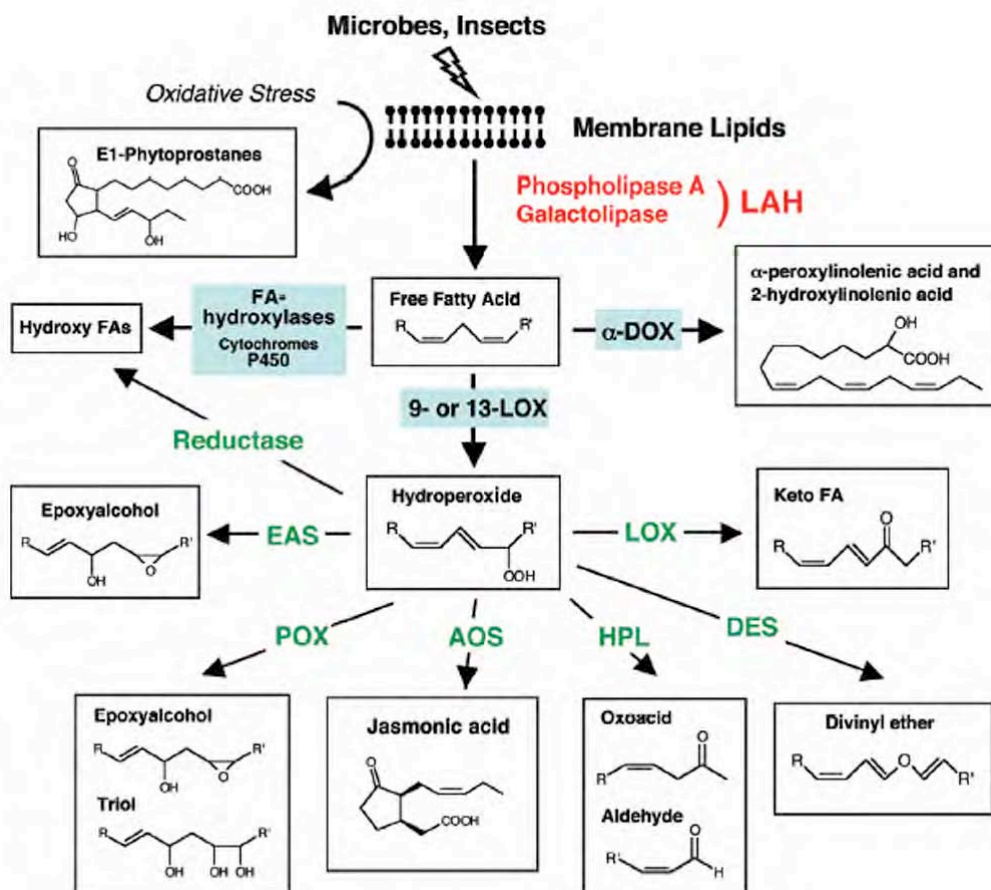 Microbes, Insects
Oxidative Stress
Membrane Lipids
E1-Phytoprostanes
O
COOH
HO
OH
Phospholipase A
Galactolipase
) LAH
Hydroxy FAs
FA-
hydroxylases
Cytochromes
P450
Free Fatty Acid
R
R'
α-DOX
α-peroxylinolenic acid and
2-hydroxylinolenic acid
OH
COOH
9- or 13-LOX
Reductase
Epoxyalcohol
R
R'
OH
O
EAS
Hydroperoxide
R
R'
OOH
LOX
Keto FA
O
R
R'
POX
AOS
HPL
DES
Epoxyalcohol
R
R'
OH
O
Triol
R
R'
OH
OH
OH
Jasmonic acid
O
COOH
Oxoacid
O
R
Aldehyde
O
R'
H
Divinyl ether
R
O
R'